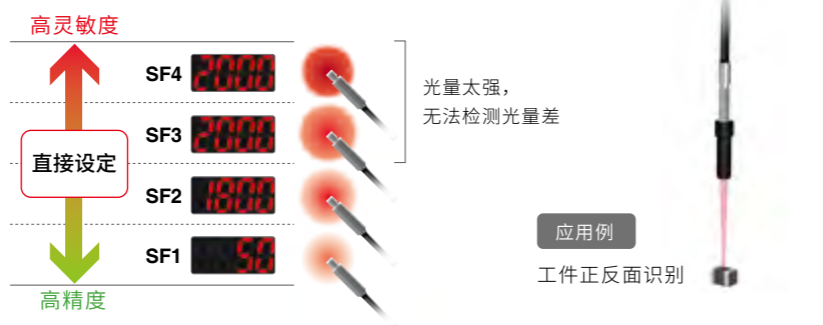 高灵敏度
SF4 2000
SF3 2000
直接设定
SF2 1800
SF1 50
高精度
光量太强，
无法检测光量差
应用例
工件正反面识别